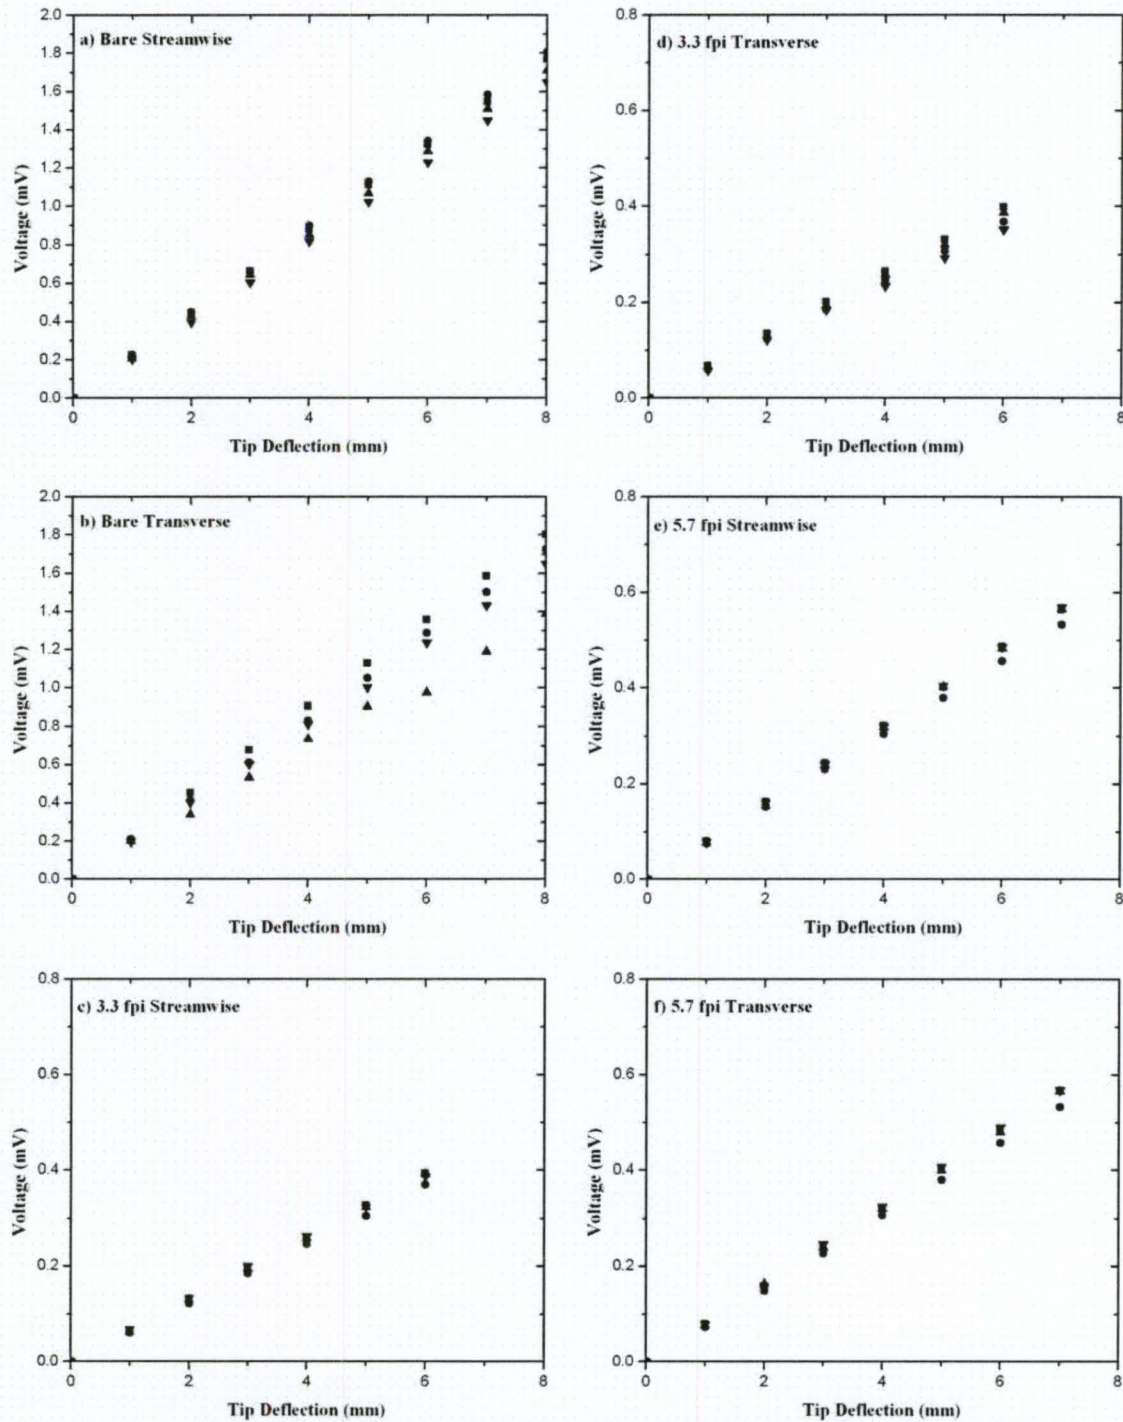 a) Bare Streamwise
2.0
1.8
1.6
1.4
1.2
1.0
0.8
0.6
0.4
0.2
0.0
Voltage (mV)
0 2 4 6 8
Tip Deflection (mm)
b) Bare Transverse
2.0
1.8
1.6
1.4
1.2
1.0
0.8
0.6
0.4
0.2
0.0
Voltage (mV)
0 2 4 6 8
Tip Deflection (mm)
c) 3.3 fpi Streamwise
0.8
0.6
0.4
0.2
0.0
Voltage (mV)
0 2 4 6 8
Tip Deflection (mm)
d) 3.3 fpi Transverse
0.8
0.6
0.4
0.2
0.0
Voltage (mV)
0 2 4 6 8
Tip Deflection (mm)
e) 5.7 fpi Streamwise
0.8
0.6
0.4
0.2
0.0
Voltage (mV)
0 2 4 6 8
Tip Deflection (mm)
f) 5.7 fpi Transverse
0.8
0.6
0.4
0.2
0.0
Voltage (mV)
0 2 4 6 8
Tip Deflection (mm)